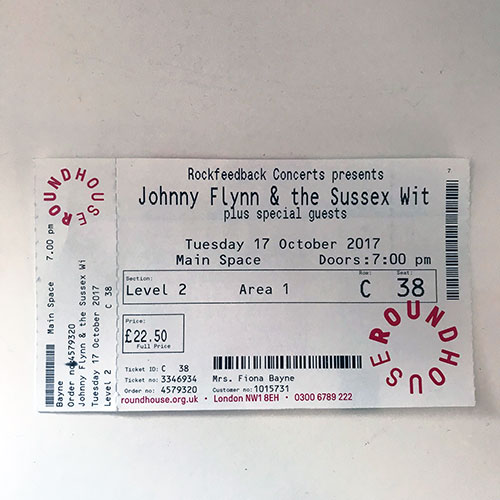 ROUNDHOUSE
Main Space 7.00 pm
Bayne
Order no 4579320
Johnny Flynn & the Sussex Wi
Tuesday 17 October 2017
Level 2 C 38
Rockfeedback Concerts presents
Johnny Flynn & the Sussex Wit
plus special guests
Tuesday 17 October 2017
Main Space Doors:7:00 pm
Section: Row: Seat:
Level 2 Area 1 C 38
Price:
£22.50
Full Price
Ticket ID: C 38
Ticket no: 3346934 Mrs. Fiona Bayne
Order no: 4579320 Customer no: 1015731
roundhouse.org.uk • London NW1 8EH • 0300 6789 222
ROUNDHOUSE
7